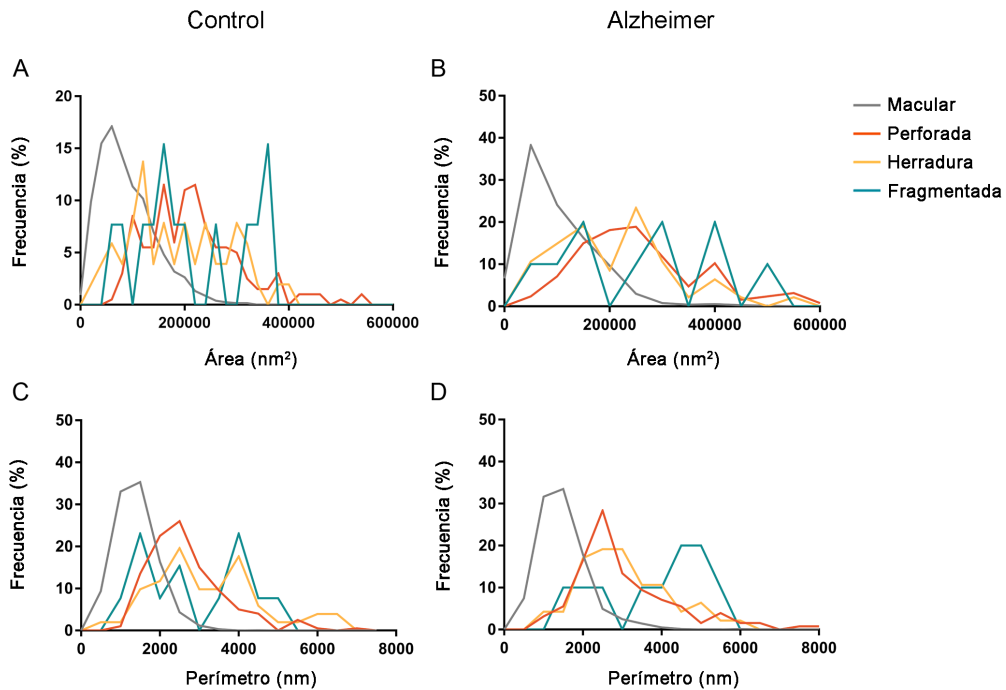 Control
Alzheimer
A
B
Frecuencia (%)
20
15
10
5
0
0
200000
400000
600000
Área (nm²)
Frecuencia (%)
50
40
30
20
10
0
0
200000
400000
600000
Área (nm²)
Macular
Perforada
Herradura
Fragmentada
C
D
Frecuencia (%)
50
40
30
20
10
0
0
2000
4000
6000
8000
Perímetro (nm)
Frecuencia (%)
50
40
30
20
10
0
0
2000
4000
6000
8000
Perímetro (nm)